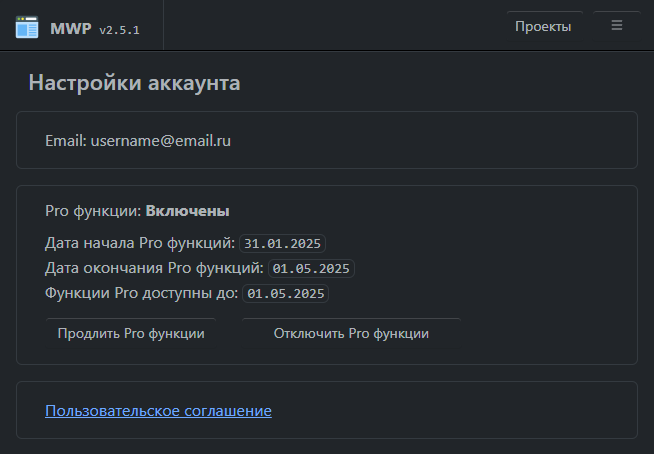 MWP v2.5.1
Проекты
Настройки аккаунта
Email: username@email.ru
Pro функции: Включены
Дата начала Pro функций: 31.01.2025
Дата окончания Pro функций: 01.05.2025
Функции Pro доступны до: 01.05.2025
Продлить Pro функции Отключить Pro функции
Пользовательское соглашение